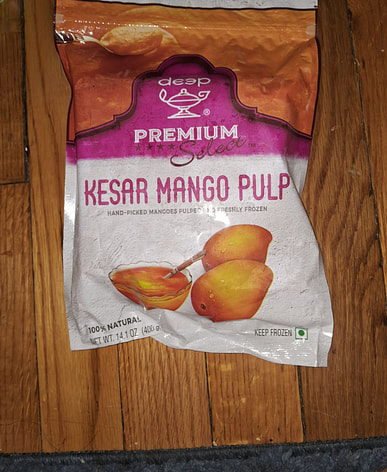 deep
®
PREMIUM
Select™
KESAR MANGO PULP
HAND-PICKED MANGOES PULPED & FRESHLY FROZEN
100% NATURAL
NET WT. 14.1 OZ (400 g)
KEEP FROZEN